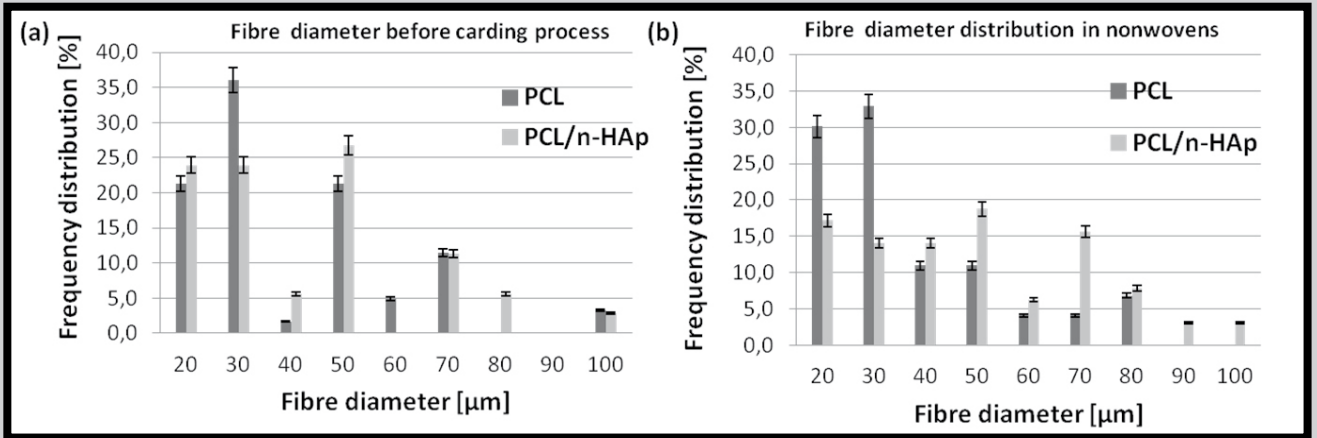 (a)
Fibre diameter before carding process
Frequency distribution [%]
40,0
35,0
30,0
25,0
20,0
15,0
10,0
5,0
0,0
PCL
PCL/n-HAp
20 30 40 50 60 70 80 90 100
Fibre diameter [µm]
(b)
Fibre diameter distribution in nonwovens
Frequency distribution [%]
40,0
35,0
30,0
25,0
20,0
15,0
10,0
5,0
0,0
PCL
PCL/n-HAp
20 30 40 50 60 70 80 90 100
Fibre diameter [µm]